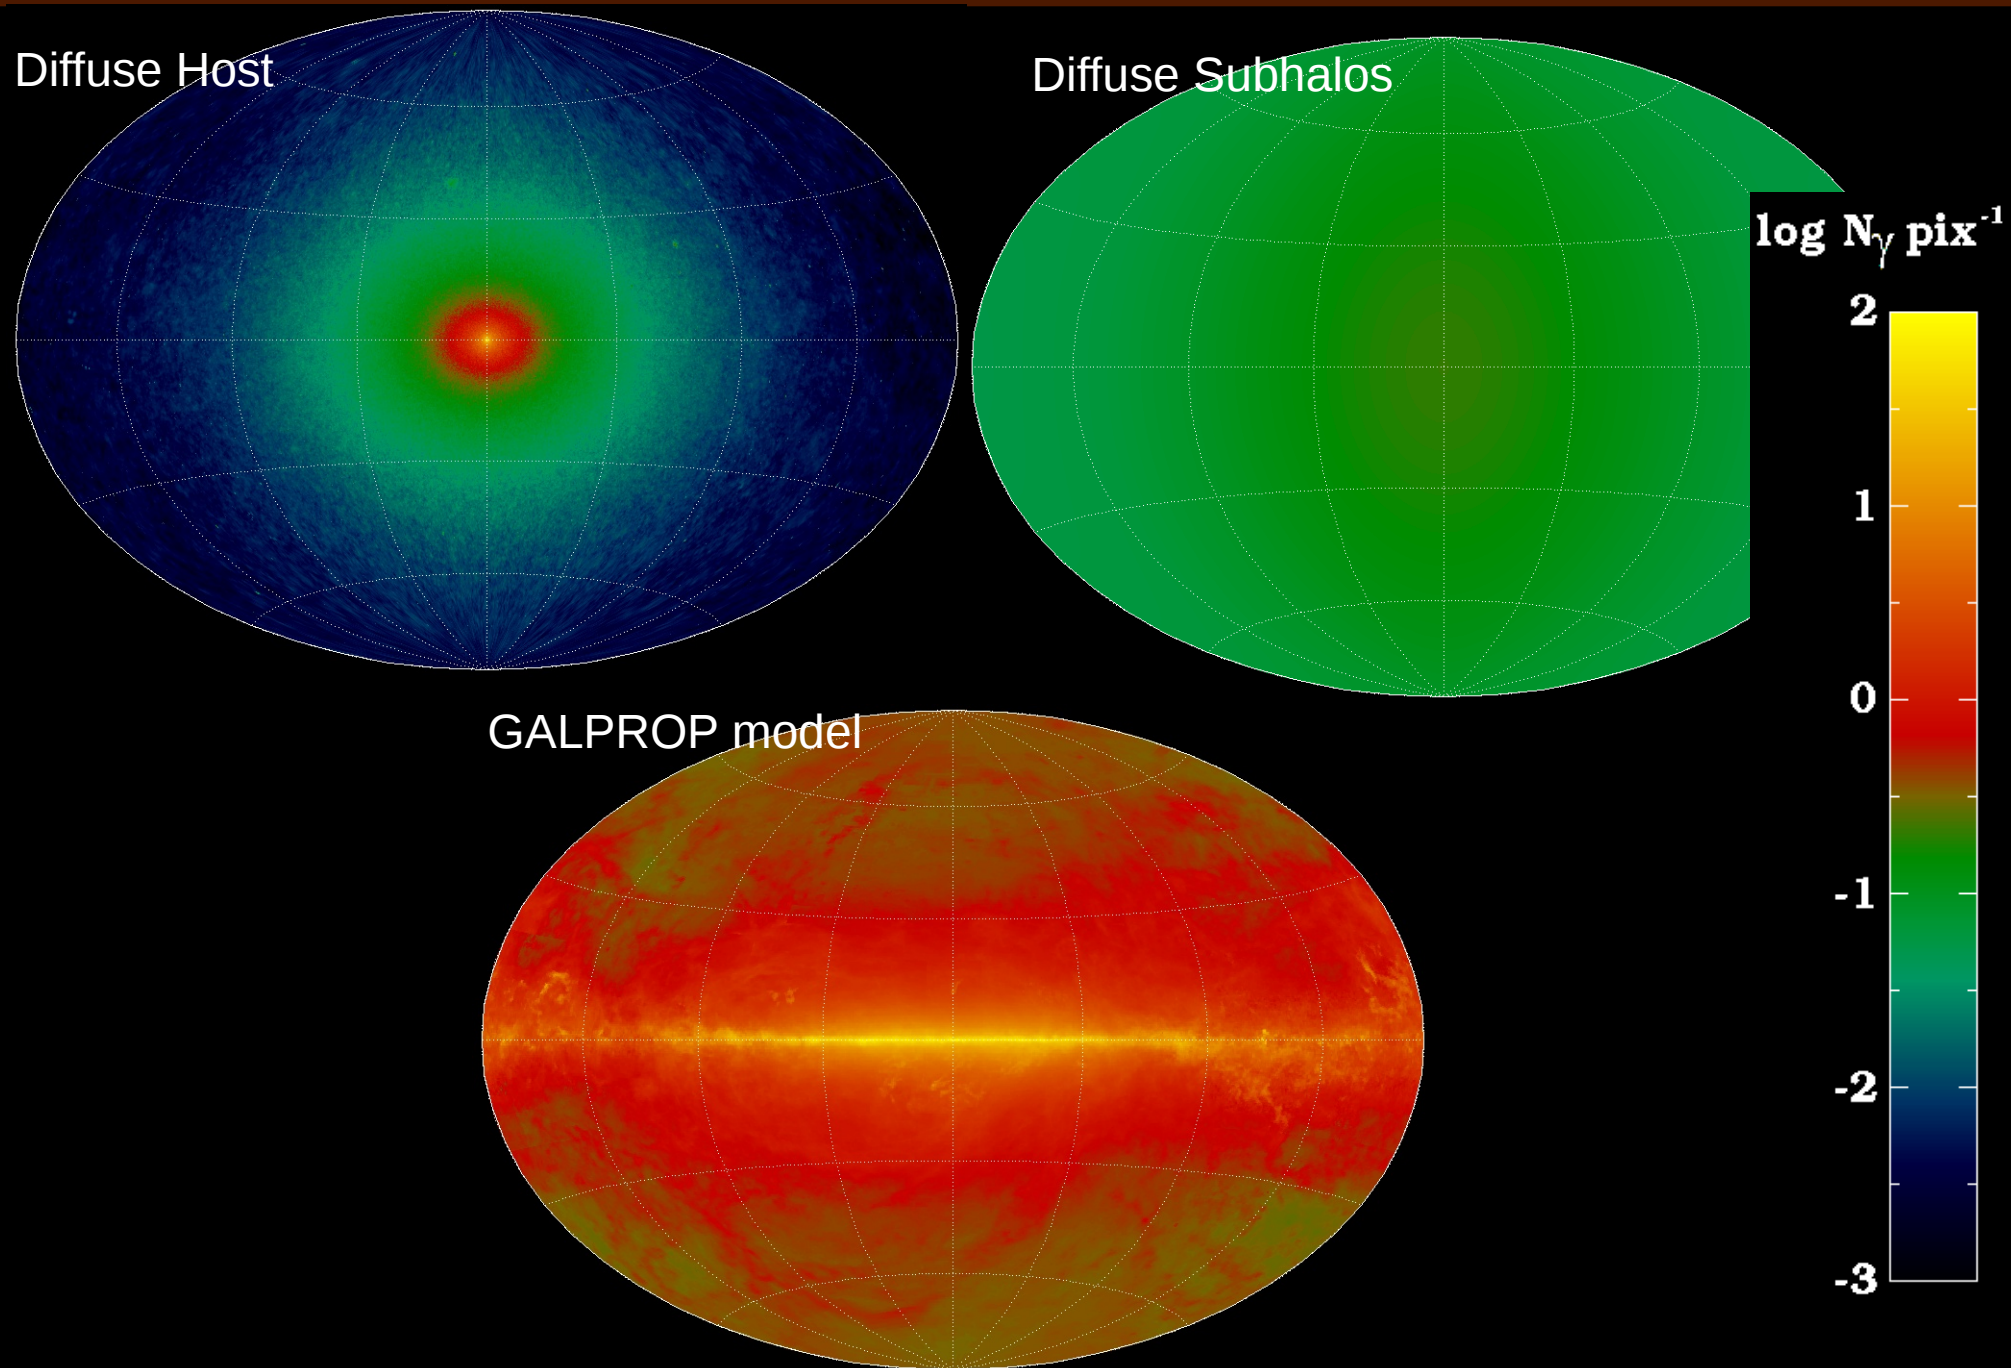 Diffuse Host
Diffuse Subhalos
log Nγ pix⁻¹
2
1
0
-1
-2
-3
GALPROP model